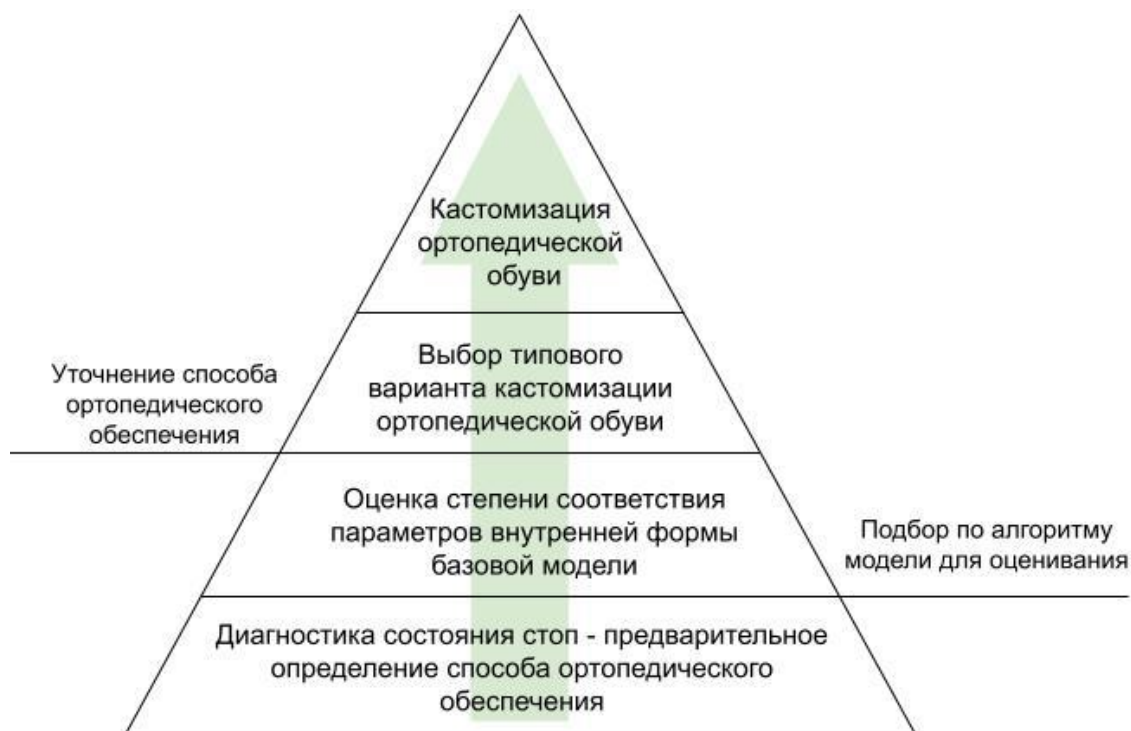 Кастомизация
ортопедической
обуви
Выбор типового
варианта кастомизации
ортопедической обуви
Уточнение способа
ортопедического
обеспечения
Оценка степени соответствия
параметров внутренней формы
базовой модели
Подбор по алгоритму
модели для оценивания
Диагностика состояния стоп - предварительное
определение способа ортопедического
обеспечения